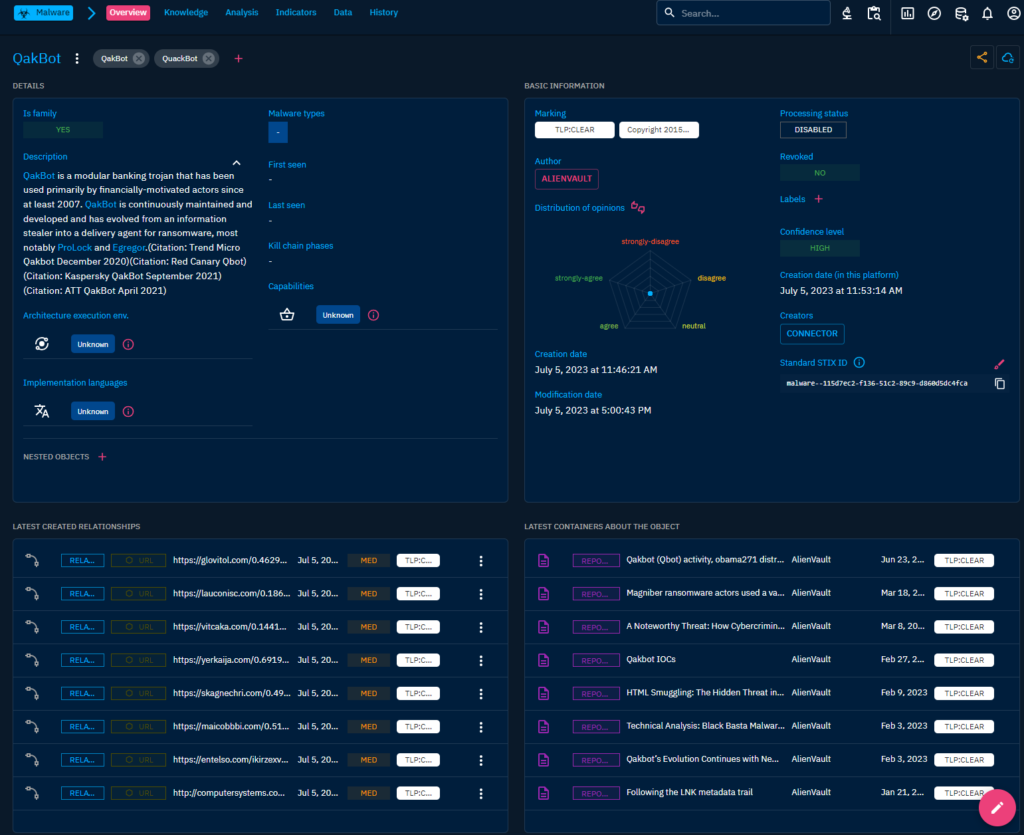 Malware
Overview
Knowledge
Analysis
Indicators
Data
History
Search...
QakBot
QakBot
QuackBot
DETAILS
Is family
YES
Malware types
-
Description
QakBot is a modular banking trojan that has been
used primarily by financially-motivated actors since
at least 2007. QakBot is continuously maintained and
developed and has evolved from an information
stealer into a delivery agent for ransomware, most
notably ProLock and Egregor.(Citation: Trend Micro
Qakbot December 2020)(Citation: Red Canary Qbot)
(Citation: Kaspersky QakBot September 2021)
(Citation: ATT QakBot April 2021)
First seen
-
Last seen
-
Kill chain phases
-
Capabilities
Unknown
Architecture execution env.
Unknown
Implementation languages
Unknown
NESTED OBJECTS
BASIC INFORMATION
Marking
TLP:CLEAR
Copyright 2015...
Author
ALIENVAULT
Distribution of opinions
strongly-disagree
strongly-agree
disagree
agree
neutral
Creation date
July 5, 2023 at 11:46:21 AM
Modification date
July 5, 2023 at 5:00:43 PM
Processing status
DISABLED
Revoked
NO
Labels
Confidence level
HIGH
Creation date (in this platform)
July 5, 2023 at 11:53:14 AM
Creators
CONNECTOR
Standard STIX ID
malware--115d7ec2-f136-51c2-89c9-d860d5dc4fca
LATEST CREATED RELATIONSHIPS
RELA... URL https://glovitol.com/0.4629... Jul 5, 20... MED TLP:C...
RELA... URL https://lauconisc.com/0.186... Jul 5, 20... MED TLP:C...
RELA... URL https://vitcaka.com/0.1441... Jul 5, 20... MED TLP:C...
RELA... URL https://yerkaija.com/0.6919... Jul 5, 20... MED TLP:C...
RELA... URL https://skagnechri.com/0.49... Jul 5, 20... MED TLP:C...
RELA... URL https://maicobbbi.com/0.51... Jul 5, 20... MED TLP:C...
RELA... URL https://entelso.com/ikirzexv... Jul 5, 20... MED TLP:C...
RELA... URL http://computersystems.co... Jul 5, 20... MED TLP:C...
LATEST CONTAINERS ABOUT THE OBJECT
REPO... Qakbot (Qbot) activity, obama271 distr... AlienVault Jun 23, 2... TLP:CLEAR
REPO... Magniber ransomware actors used a va... AlienVault Mar 18, 2... TLP:CLEAR
REPO... A Noteworthy Threat: How Cybercrimin... AlienVault Mar 8, 20... TLP:CLEAR
REPO... Qakbot IOCs AlienVault Feb 27, 2... TLP:CLEAR
REPO... HTML Smuggling: The Hidden Threat in... AlienVault Feb 9, 2023 TLP:CLEAR
REPO... Technical Analysis: Black Basta Malwar... AlienVault Feb 3, 2023 TLP:CLEAR
REPO... Qakbot's Evolution Continues with Ne... AlienVault Feb 3, 2023 TLP:CLEAR
REPO... Following the LNK metadata trail AlienVault Jan 21, 2... TLP:CLEAR